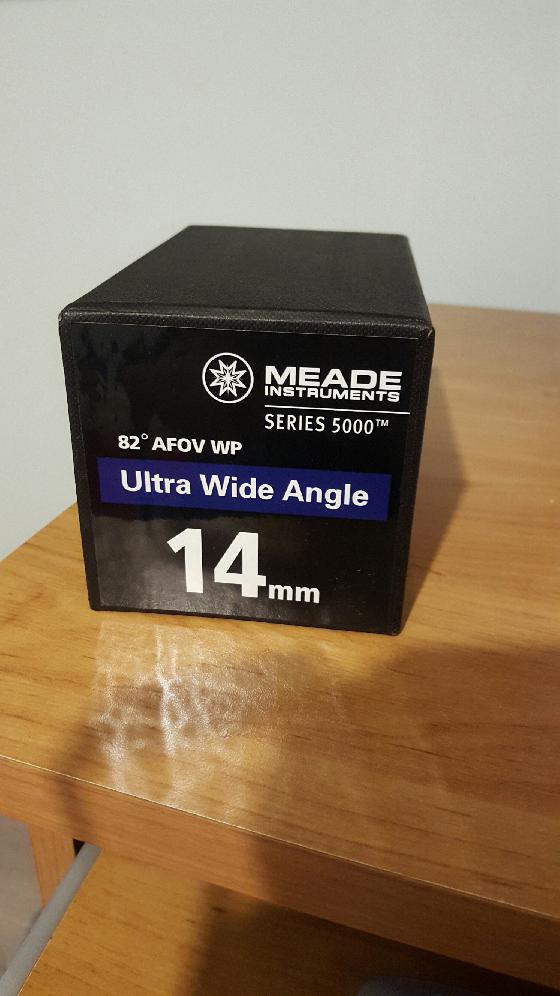 MEADE
INSTRUMENTS
SERIES 5000™
82° AFOV WP
Ultra Wide Angle
14mm